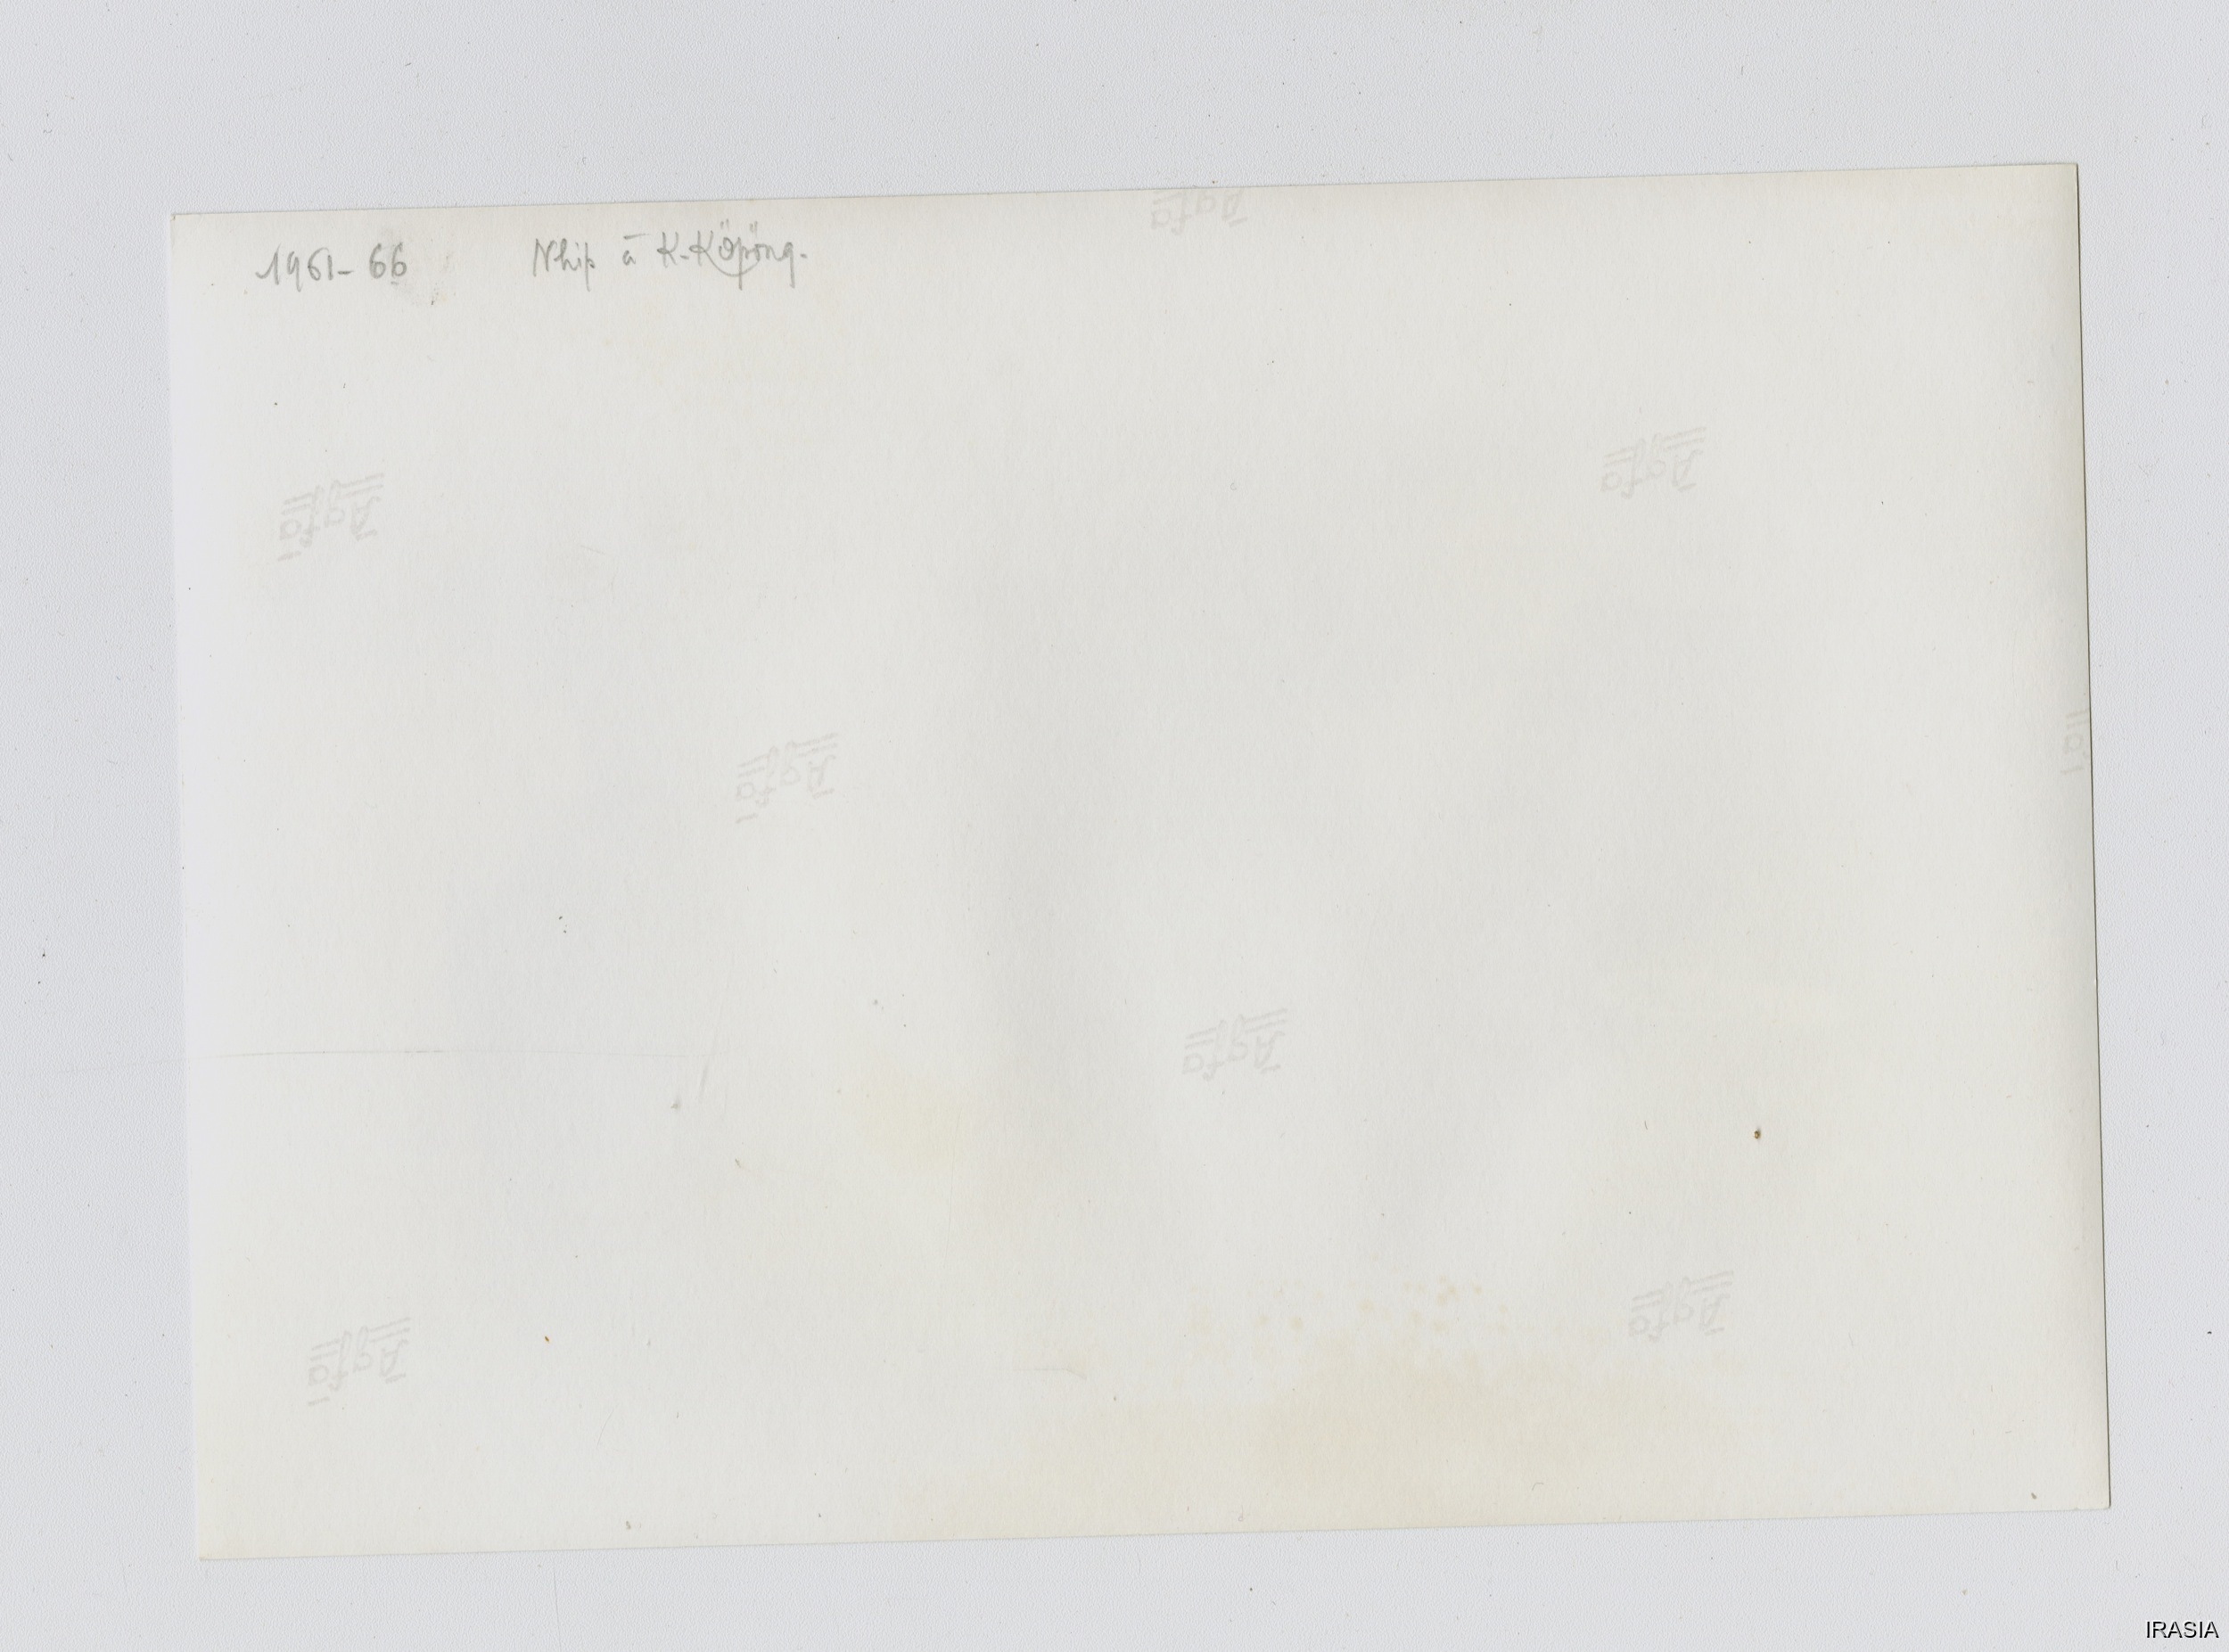 1961-66 Nhip à K-Köpöng.
IRASIA